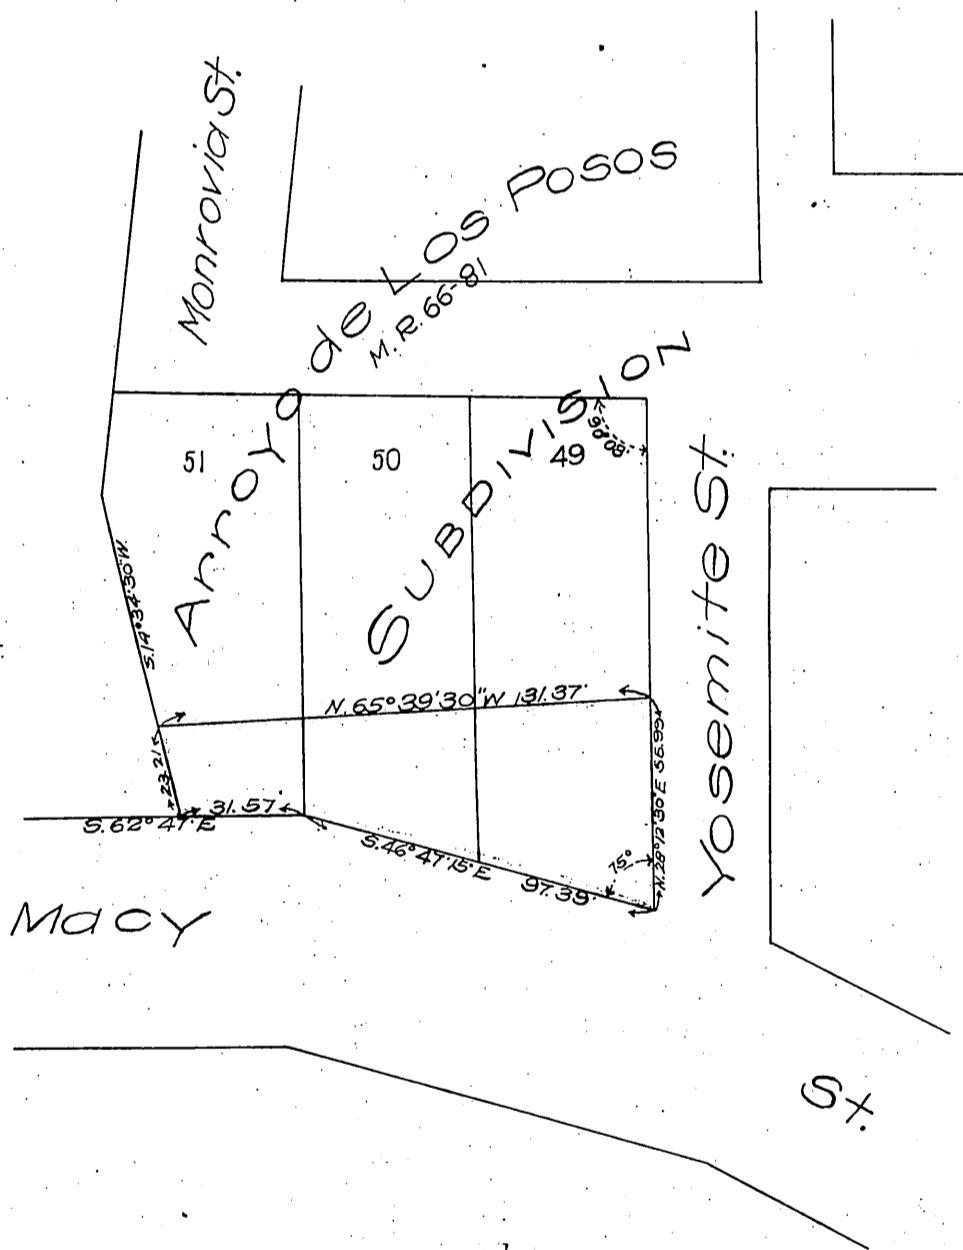 Monrovia St.
Arroyo de Los Posos
M.R. 66-81
SUBDIVISION
51
50
49
90°08'
S.14°34'30"W.
N.65°39'30"W 131.37'
23.21
31.57'
S.62°47'E
S.46°47'15"E 97.39'
75°
N.28°12'30"E 56.99
Yosemite St.
Macy St.